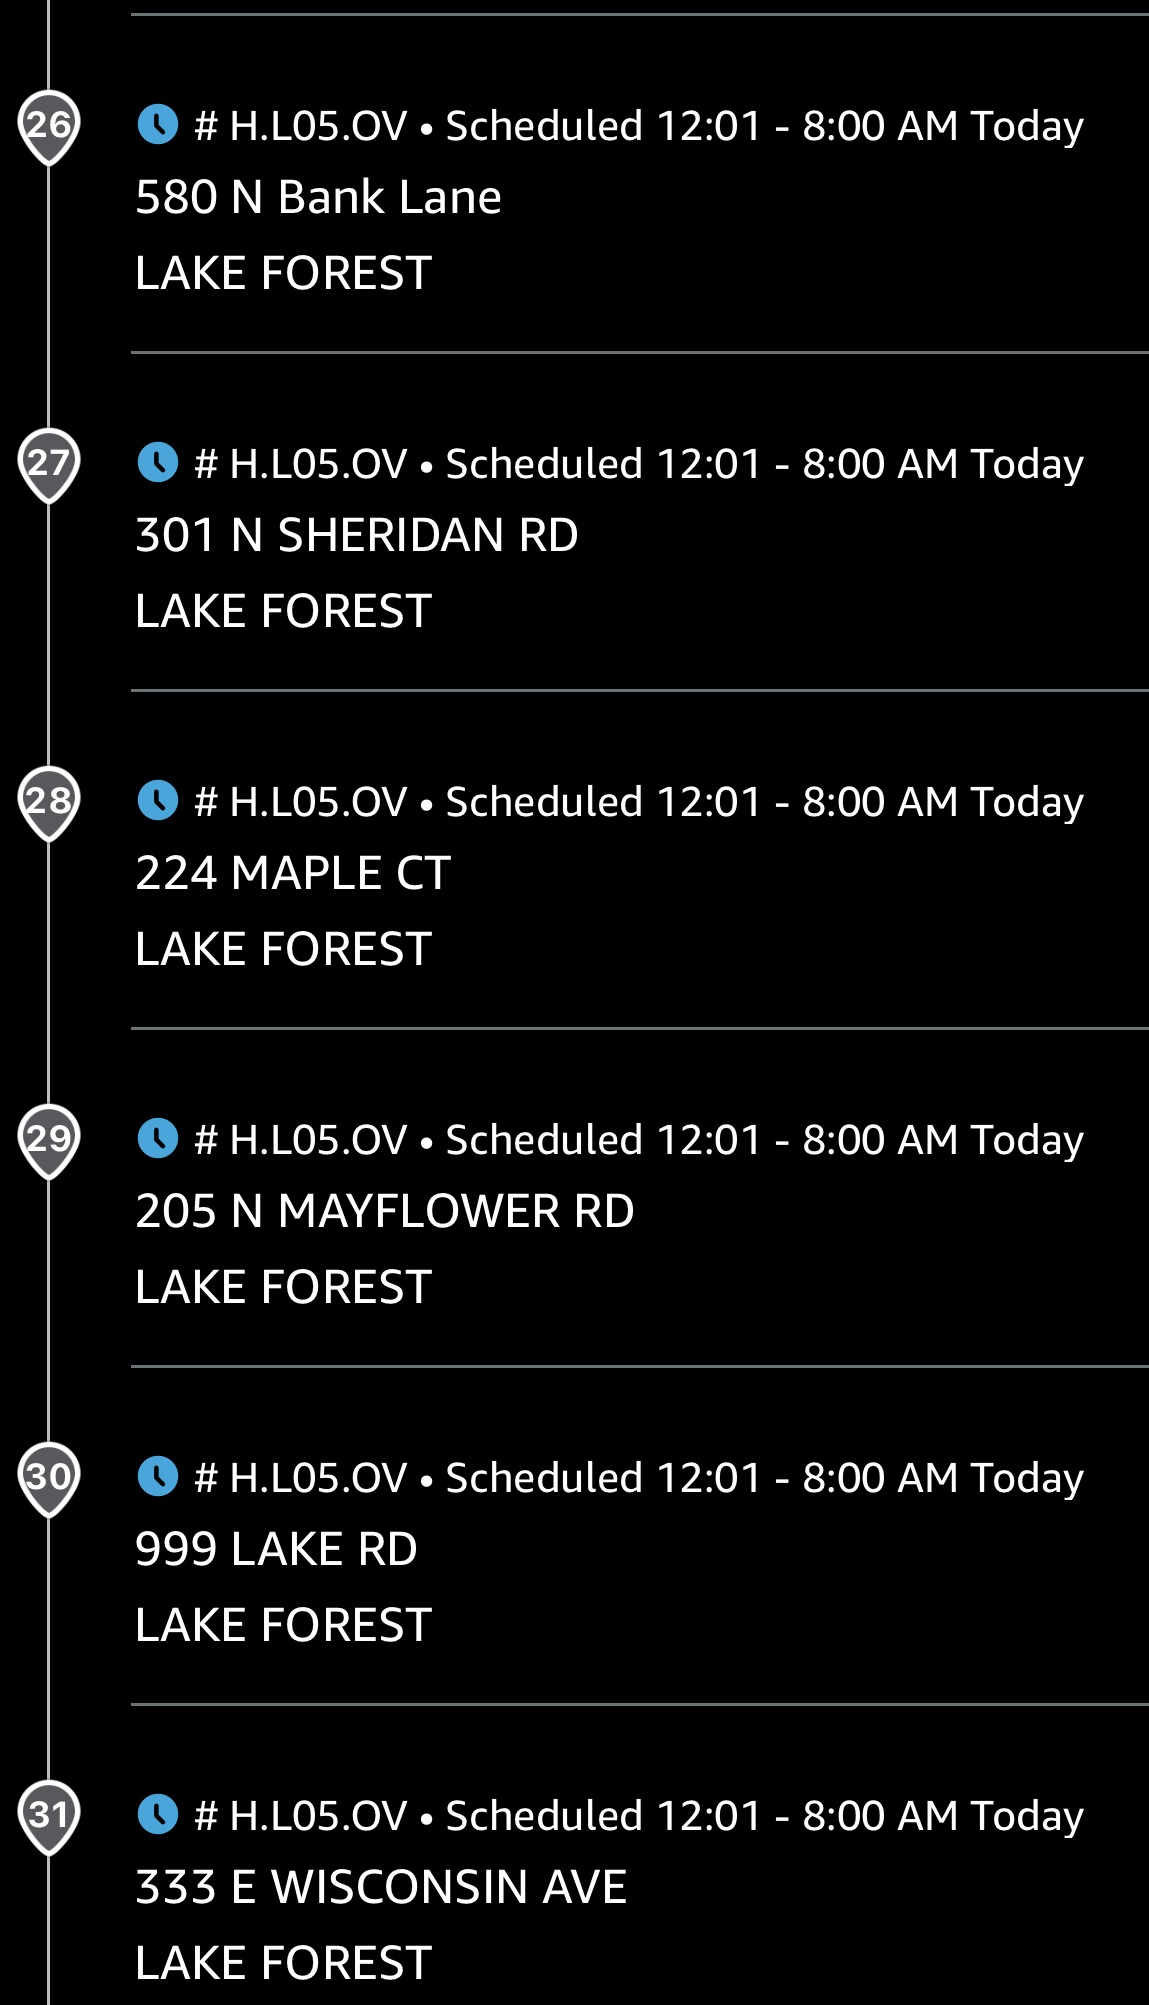 26
# H.L05.OV • Scheduled 12:01 - 8:00 AM Today
580 N Bank Lane
LAKE FOREST
27
# H.L05.OV • Scheduled 12:01 - 8:00 AM Today
301 N SHERIDAN RD
LAKE FOREST
28
# H.L05.OV • Scheduled 12:01 - 8:00 AM Today
224 MAPLE CT
LAKE FOREST
29
# H.L05.OV • Scheduled 12:01 - 8:00 AM Today
205 N MAYFLOWER RD
LAKE FOREST
30
# H.L05.OV • Scheduled 12:01 - 8:00 AM Today
999 LAKE RD
LAKE FOREST
31
# H.L05.OV • Scheduled 12:01 - 8:00 AM Today
333 E WISCONSIN AVE
LAKE FOREST